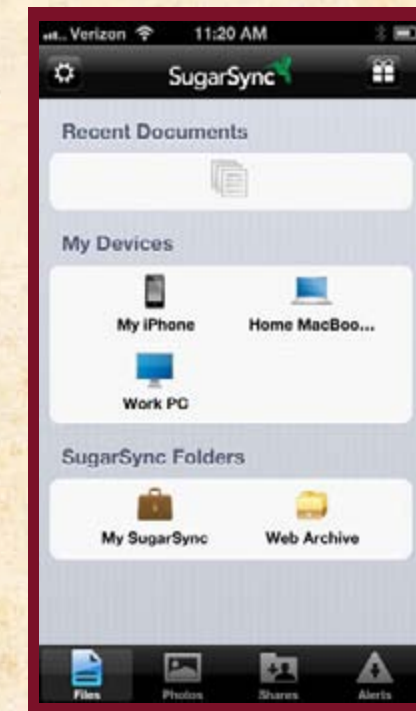 Verizon 11:20 AM
SugarSync
Recent Documents
My Devices
My iPhone Home MacBoo...
Work PC
SugarSync Folders
My SugarSync Web Archive
Files Photos Shares Alerts